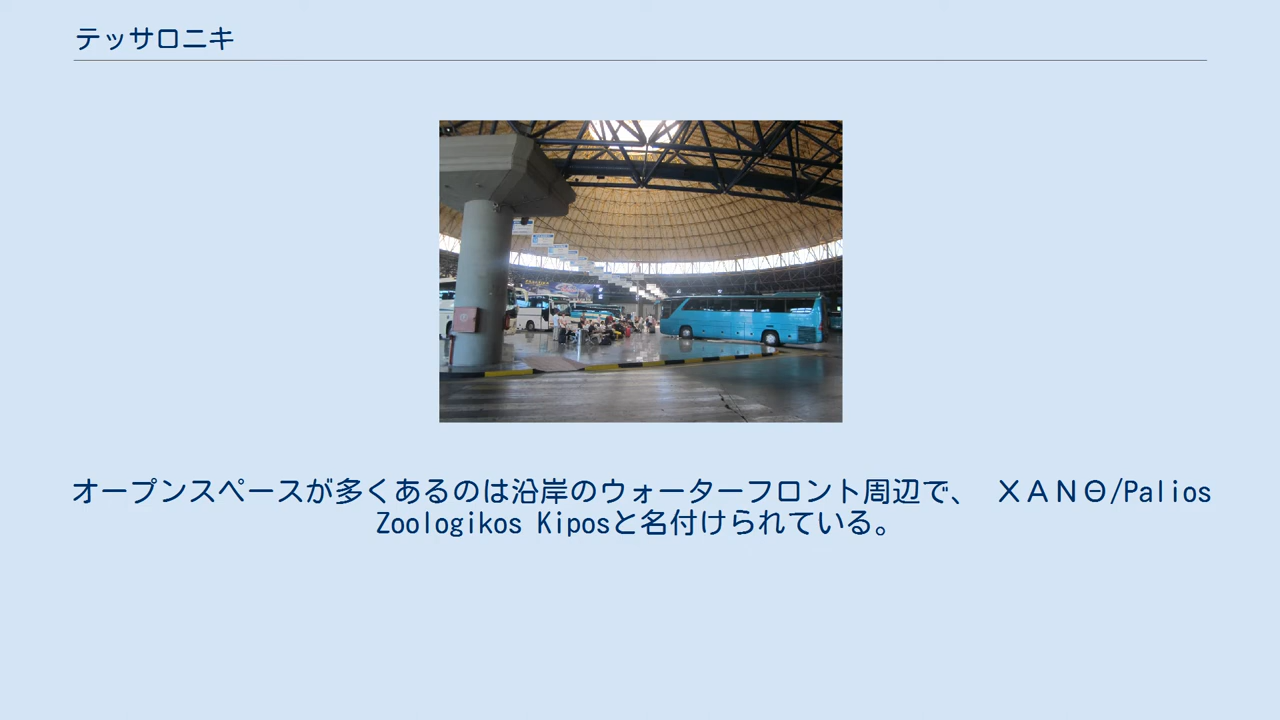 テッサロニキ
オープンスペースが多くあるのは沿岸のウォーターフロント周辺で、 ΧΑΝΘ/Palios
Zoologikos Kiposと名付けられている。